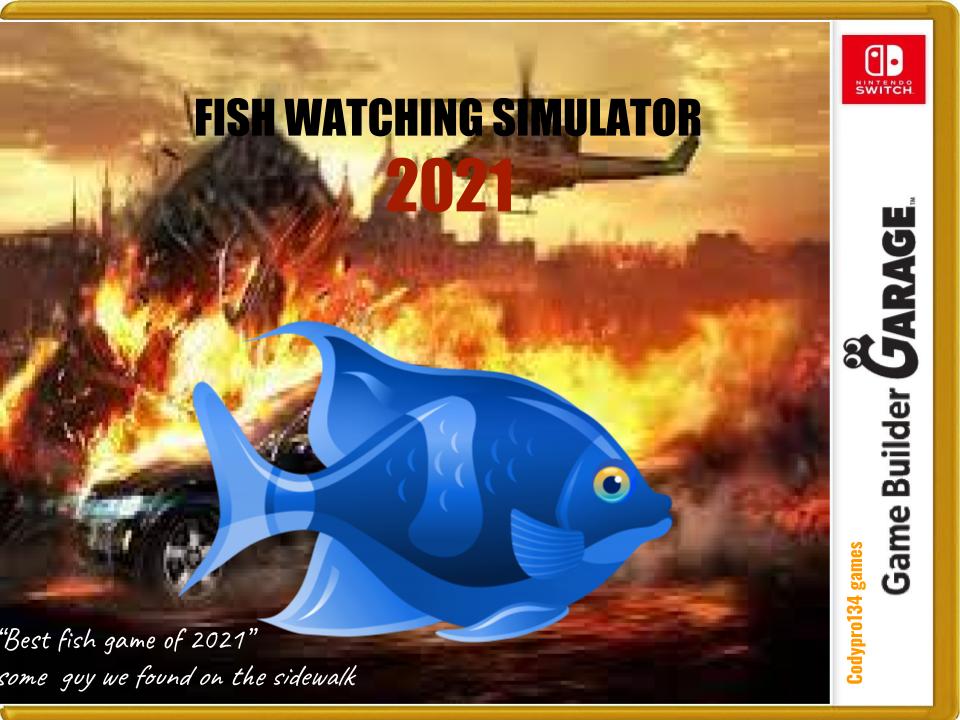 FISH WATCHING SIMULATOR
2021
“Best fish game of 2021”
some guy we found on the sidewalk
NINTENDO
SWITCH
Game Builder GARAGE™
Codypro134 games